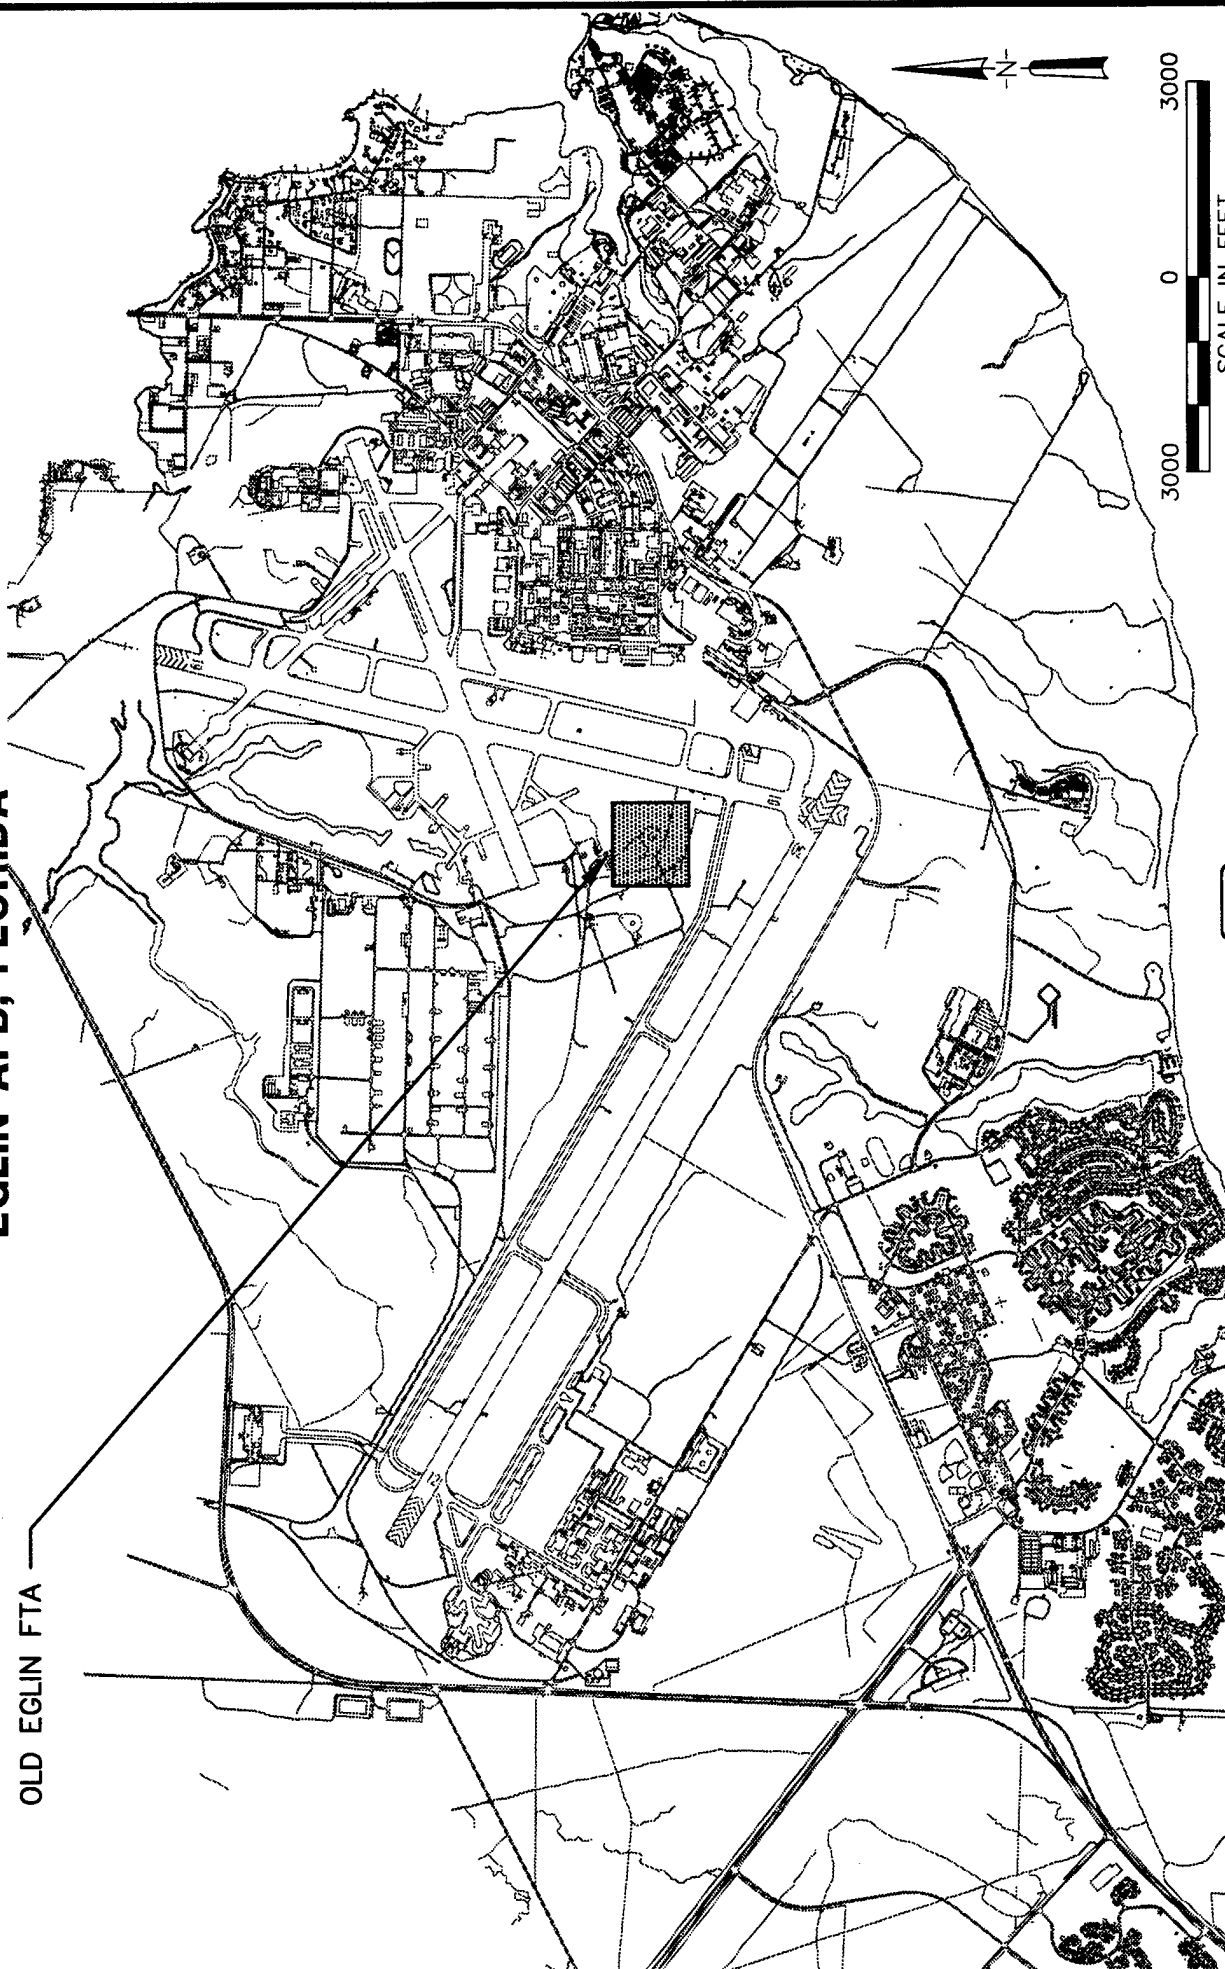 EGLIN AFB, FLORIDA
OLD EGLIN FTA
N
3000 0 3000
SCALE IN FEET